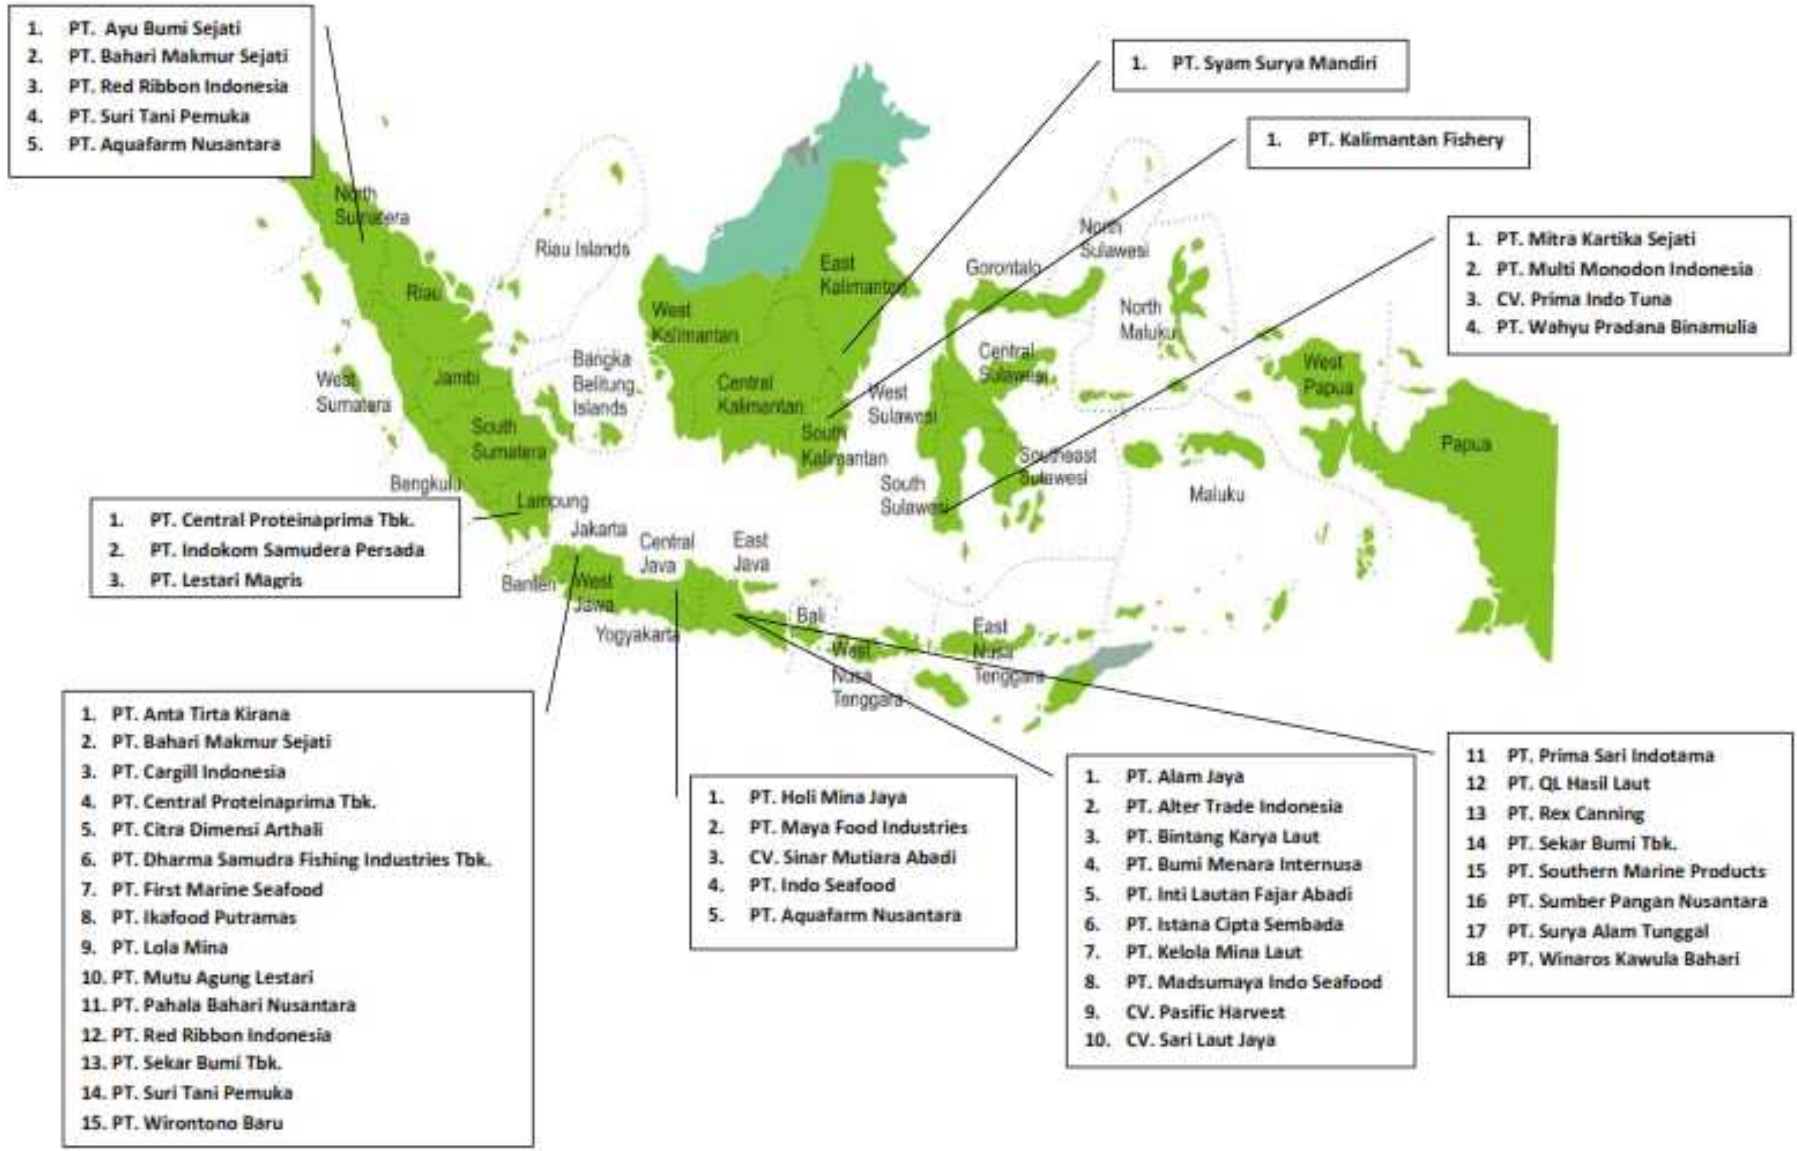 1. PT. Ayu Bumi Sejati
2. PT. Bahari Makmur Sejati
3. PT. Red Ribbon Indonesia
4. PT. Suri Tani Pemuka
5. PT. Aquafarm Nusantara
1. PT. Syam Surya Mandiri
1. PT. Kalimantan Fishery
1. PT. Mitra Kartika Sejati
2. PT. Multi Monodon Indonesia
3. CV. Prima Indo Tuna
4. PT. Wahyu Pradana Binamulia
North
Sumatera
Riau Islands
Riau
West
Sumatera
Jambi
Bangka
Belitung
Islands
South
Sumatera
Bengkulu
Lampung
West
Kalimantan
East
Kalimantan
Central
Kalimantan
South
Kalimantan
North
Sulawesi
Gorontalo
Central
Sulawesi
West
Sulawesi
South
Sulawesi
Southeast
Sulawesi
North
Maluku
Maluku
West
Papua
Papua
1. PT. Central Proteinaprima Tbk.
2. PT. Indokom Samudera Persada
3. PT. Lestari Magris
Jakarta
Banten
West
Jawa
Central
Java
Yogyakarta
East
Java
Bali
West
Nusa
Tenggara
East
Nusa
Tenggara
1. PT. Anta Tirta Kirana
2. PT. Bahari Makmur Sejati
3. PT. Cargill Indonesia
4. PT. Central Proteinaprima Tbk.
5. PT. Citra Dimensi Arthali
6. PT. Dharma Samudra Fishing Industries Tbk.
7. PT. First Marine Seafood
8. PT. Ikafood Putramas
9. PT. Lola Mina
10. PT. Mutu Agung Lestari
11. PT. Pahala Bahari Nusantara
12. PT. Red Ribbon Indonesia
13. PT. Sekar Bumi Tbk.
14. PT. Suri Tani Pemuka
15. PT. Wirontono Baru
1. PT. Holi Mina Jaya
2. PT. Maya Food Industries
3. CV. Sinar Mutiara Abadi
4. PT. Indo Seafood
5. PT. Aquafarm Nusantara
1. PT. Alam Jaya
2. PT. Alter Trade Indonesia
3. PT. Bintang Karya Laut
4. PT. Bumi Menara Internusa
5. PT. Inti Lautan Fajar Abadi
6. PT. Istana Cipta Sembada
7. PT. Kelola Mina Laut
8. PT. Madsumaya Indo Seafood
9. CV. Pasific Harvest
10. CV. Sari Laut Jaya
11 PT. Prima Sari Indotama
12 PT. QL Hasil Laut
13 PT. Rex Canning
14 PT. Sekar Bumi Tbk.
15 PT. Southern Marine Products
16 PT. Sumber Pangan Nusantara
17 PT. Surya Alam Tunggal
18 PT. Winaros Kawula Bahari